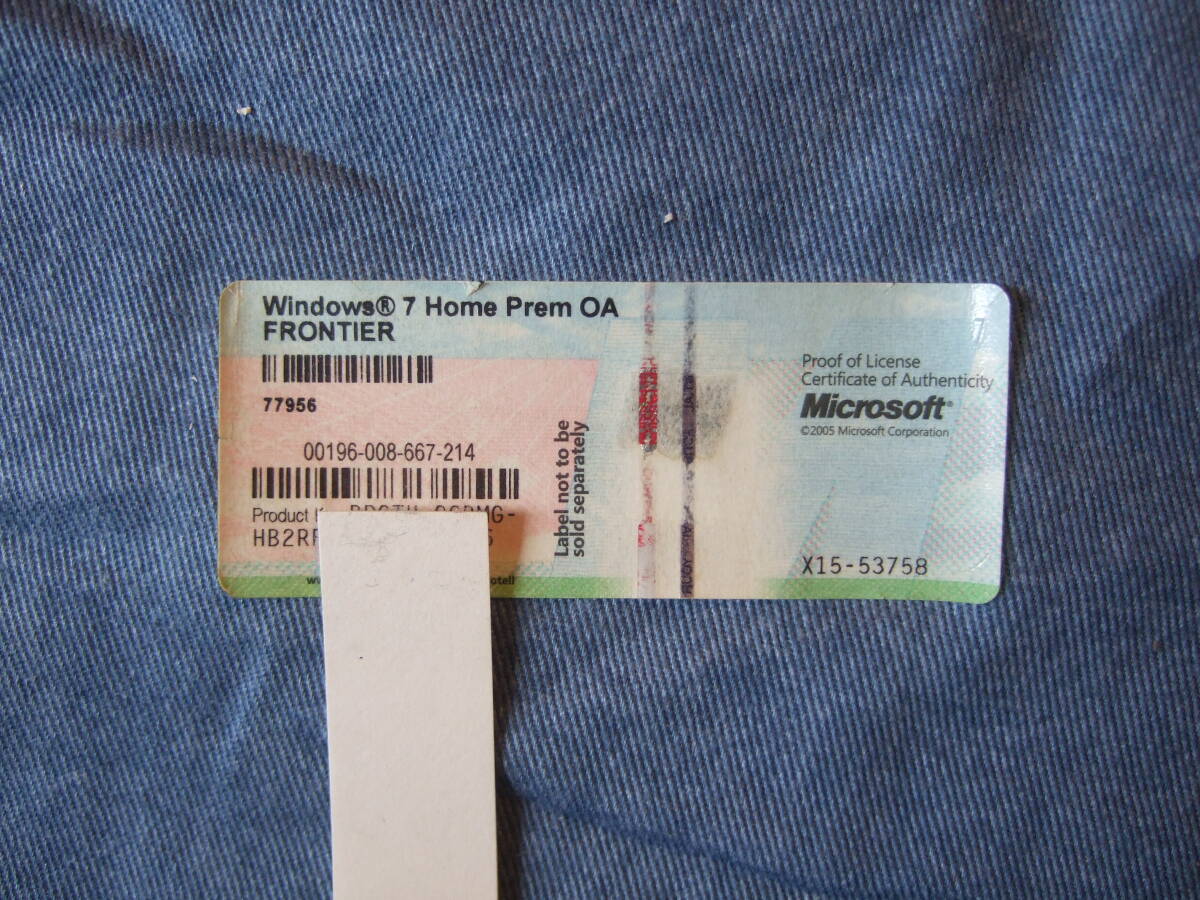 Windows® 7 Home Prem OA
FRONTIER
77956
00196-008-667-214
Product
Label not to be
sold separately
Proof of License
Certificate of Authenticity
Microsoft®
©2005 Microsoft Corporation
X15-53758